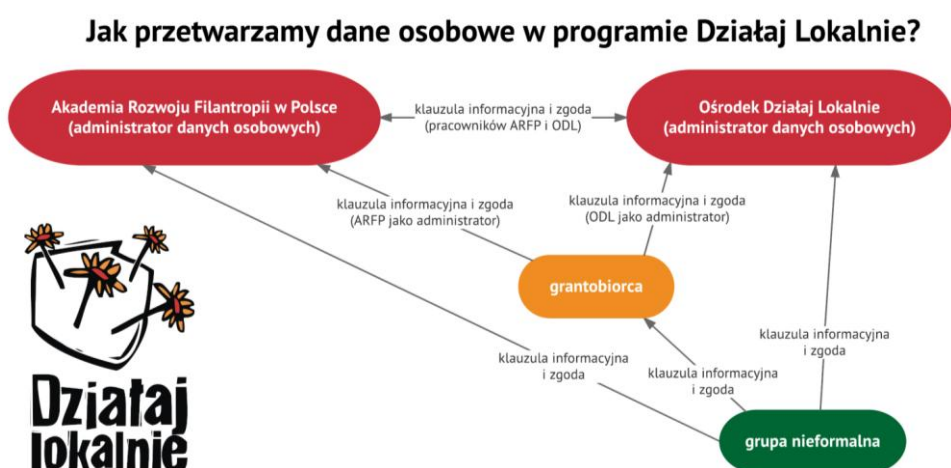 Jak przetwarzamy dane osobowe w programie Działaj Lokalnie?
Akademia Rozwoju Filantropii w Polsce
(administrator danych osobowych)
klauzula informacyjna i zgoda
(pracowników ARFP i ODL)
Ośrodek Działaj Lokalnie
(administrator danych osobowych)
klauzula informacyjna i zgoda
(ARFP jako administrator)
klauzula informacyjna i zgoda
(ODL jako administrator)
grantobiorca
klauzula informacyjna
i zgoda
klauzula informacyjna
i zgoda
klauzula informacyjna
i zgoda
grupa nieformalna
Działaj
lokalnie